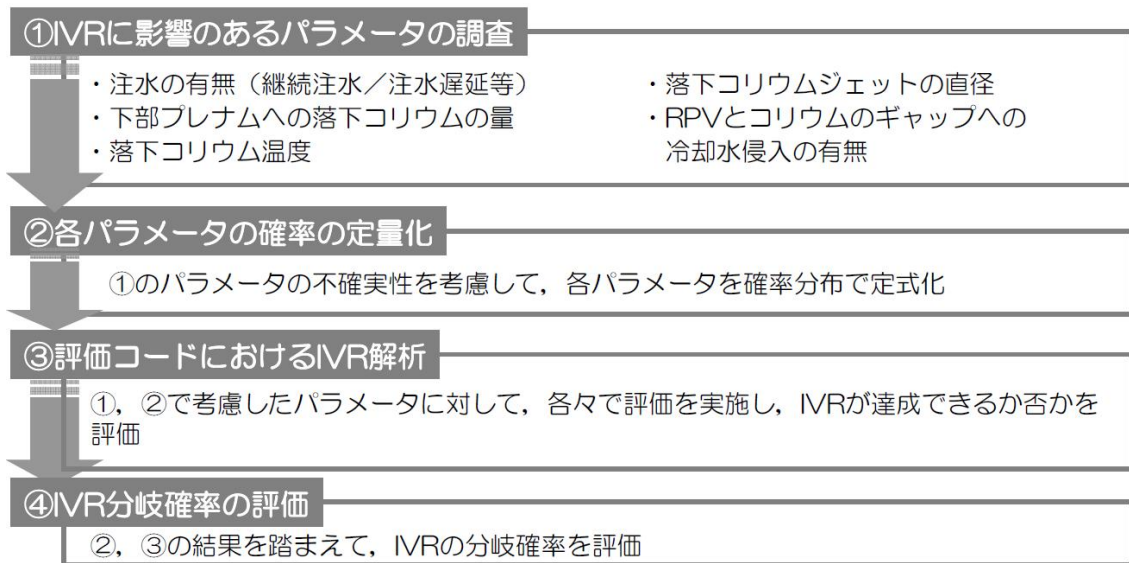 ①IVRに影響のあるパラメータの調査
・注水の有無（継続注水／注水遅延等）
・下部プレナムへの落下コリウムの量
・落下コリウム温度
・落下コリウムジェットの直径
・RPVとコリウムのギャップへの
冷却水侵入の有無
②各パラメータの確率の定量化
①のパラメータの不確実性を考慮して，各パラメータを確率分布で定式化
③評価コードにおけるIVR解析
①，②で考慮したパラメータに対して，各々で評価を実施し，IVRが達成できるか否かを
評価
④IVR分岐確率の評価
②，③の結果を踏まえて，IVRの分岐確率を評価